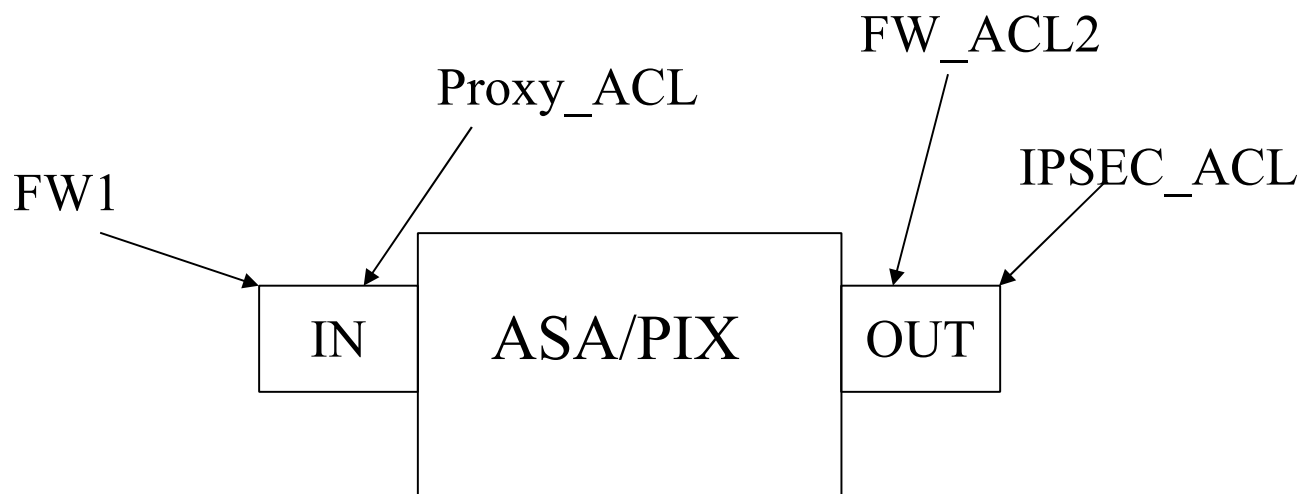 FW_ACL2
Proxy_ACL
IPSEC_ACL
FW1
IN
ASA/PIX
OUT